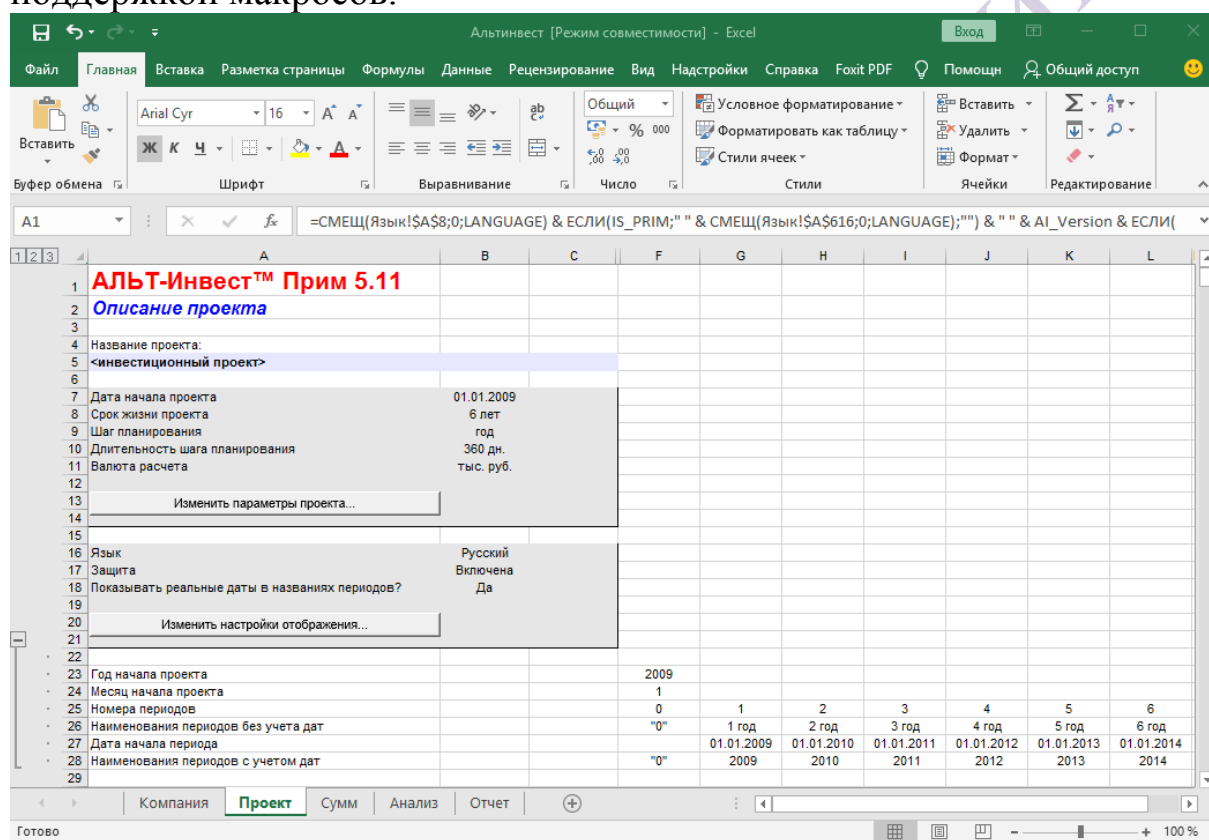 поддержкой макросов.
Альтинвест [Режим совместимости] - Excel
Вход
Файл Главная Вставка Разметка страницы Формулы Данные Рецензирование Вид Надстройки Справка Foxit PDF Помощн Общий доступ
Вставить
Arial Cyr 16
Ж К Ч
Общий
% 000
Условное форматирование
Форматировать как таблицу
Стили ячеек
Вставить
Удалить
Формат
Буфер обмена Шрифт Выравнивание Число Стили Ячейки Редактирование
A1 fx =СМЕЩ(Язык!$A$8;0;LANGUAGE) & ЕСЛИ(IS_PRIM;" " & СМЕЩ(Язык!$A$616;0;LANGUAGE);"") & " " & AI_Version & ЕСЛИ(
1 2 3 A B C F G H I J K L
1 АЛЬТ-Инвест™ Прим 5.11
2 Описание проекта
3
4 Название проекта:
5 <инвестиционный проект>
6
7 Дата начала проекта 01.01.2009
8 Срок жизни проекта 6 лет
9 Шаг планирования год
10 Длительность шага планирования 360 дн.
11 Валюта расчета тыс. руб.
12
13 Изменить параметры проекта...
14
15
16 Язык Русский
17 Защита Включена
18 Показывать реальные даты в названиях периодов? Да
19
20 Изменить настройки отображения...
21
22
23 Год начала проекта 2009
24 Месяц начала проекта 1
25 Номера периодов 0 1 2 3 4 5 6
26 Наименования периодов без учета дат "0" 1 год 2 год 3 год 4 год 5 год 6 год
27 Дата начала периода 01.01.2009 01.01.2010 01.01.2011 01.01.2012 01.01.2013 01.01.2014
28 Наименования периодов с учетом дат "0" 2009 2010 2011 2012 2013 2014
29
Компания Проект Сумм Анализ Отчет
Готово 100 %